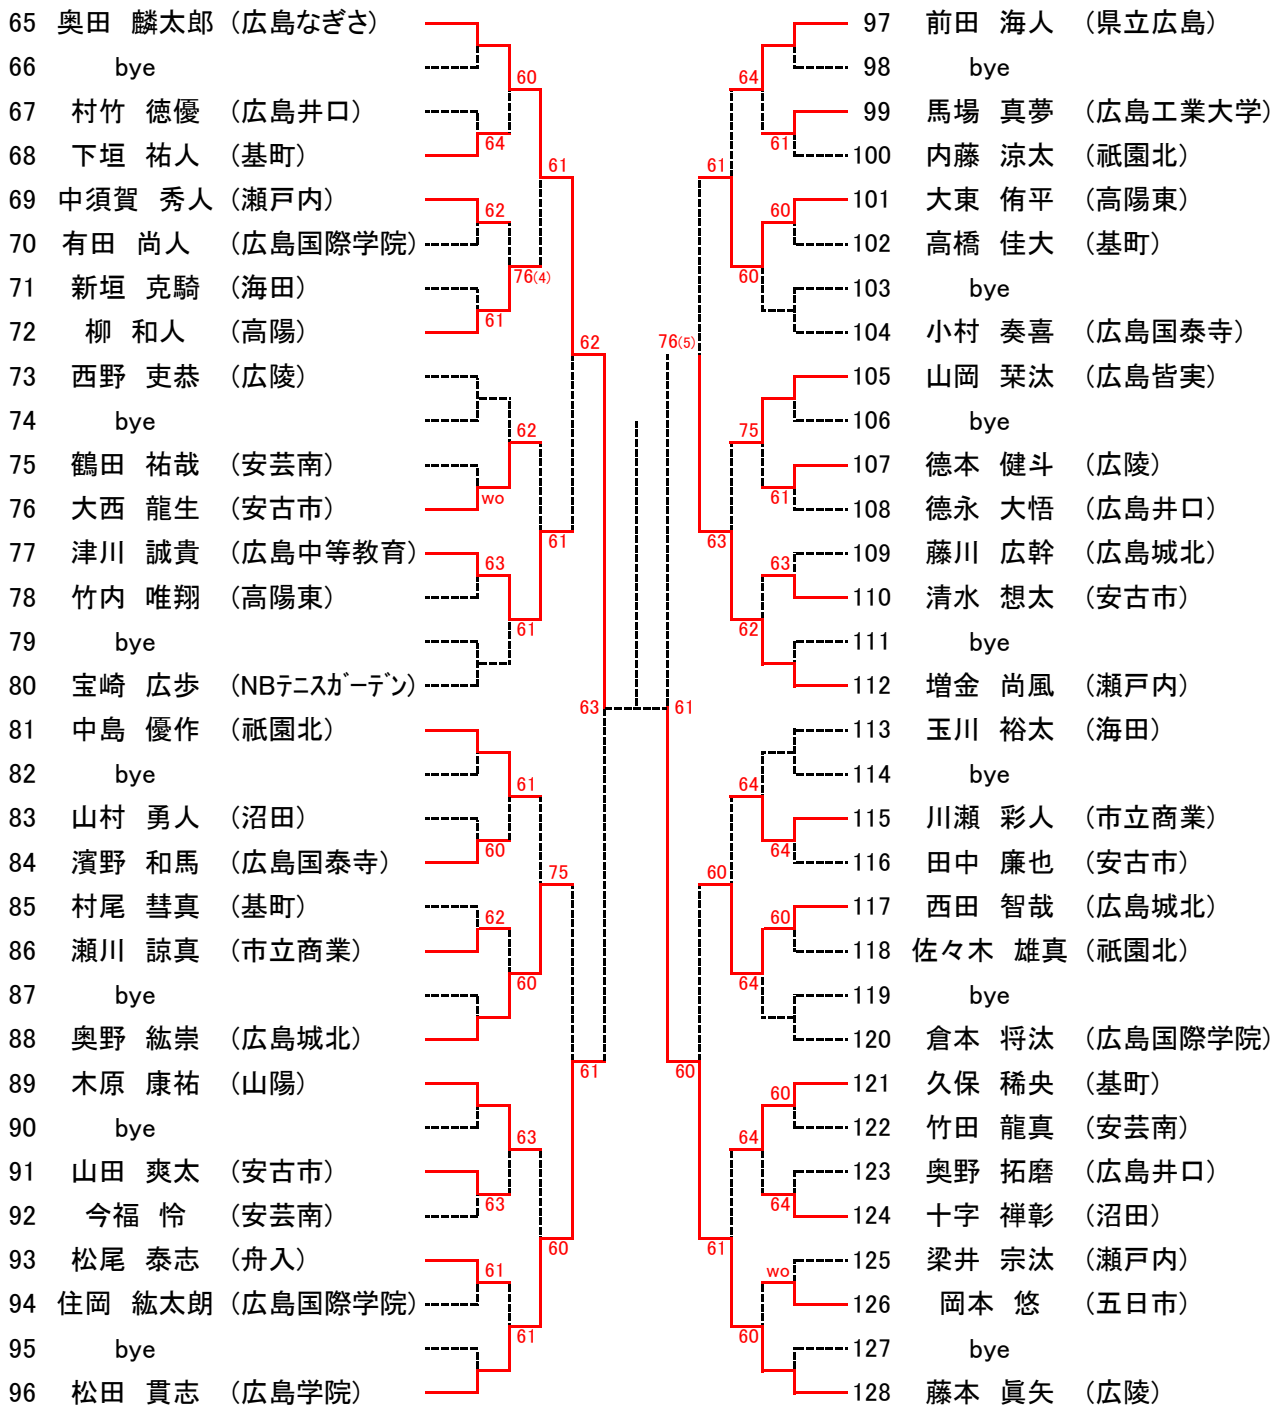 65 奥田 麟太郎 (広島なぎさ)
66 bye
60
67 村竹 徳優 (広島井口)
64
68 下垣 祐人 (基町)
61
69 中須賀 秀人 (瀬戸内)
62
70 有田 尚人 (広島国際学院)
76(4)
71 新垣 克騎 (海田)
61
72 柳 和人 (高陽)
62
73 西野 吏恭 (広陵)
74 bye
62
75 鶴田 祐哉 (安芸南)
wo
76 大西 龍生 (安古市)
61
77 津川 誠貴 (広島中等教育)
63
78 竹内 唯翔 (高陽東)
61
79 bye
80 宝崎 広歩 (NBテニスガーデン)
63
81 中島 優作 (祇園北)
82 bye
61
83 山村 勇人 (沼田)
60
84 濱野 和馬 (広島国泰寺)
75
85 村尾 彗真 (基町)
62
86 瀬川 諒真 (市立商業)
60
87 bye
88 奥野 紘崇 (広島城北)
61
89 木原 康祐 (山陽)
90 bye
63
91 山田 爽太 (安古市)
63
92 今福 怜 (安芸南)
60
93 松尾 泰志 (舟入)
61
94 住岡 紘太朗 (広島国際学院)
61
95 bye
96 松田 貫志 (広島学院)
97 前田 海人 (県立広島)
98 bye
64
99 馬場 真夢 (広島工業大学)
61
100 内藤 涼太 (祇園北)
61
101 大東 侑平 (高陽東)
60
102 高橋 佳大 (基町)
60
103 bye
104 小村 奏喜 (広島国泰寺)
76(5)
105 山岡 栞汰 (広島皆実)
106 bye
75
107 德本 健斗 (広陵)
61
108 德永 大悟 (広島井口)
63
109 藤川 広幹 (広島城北)
63
110 清水 想太 (安古市)
62
111 bye
112 増金 尚風 (瀬戸内)
61
113 玉川 裕太 (海田)
114 bye
64
115 川瀬 彩人 (市立商業)
64
116 田中 廉也 (安古市)
60
117 西田 智哉 (広島城北)
60
118 佐々木 雄真 (祇園北)
64
119 bye
120 倉本 将汰 (広島国際学院)
60
121 久保 稀央 (基町)
60
122 竹田 龍真 (安芸南)
64
123 奥野 拓磨 (広島井口)
64
124 十字 禅彰 (沼田)
61
125 梁井 宗汰 (瀬戸内)
wo
126 岡本 悠 (五日市)
60
127 bye
128 藤本 眞矢 (広陵)